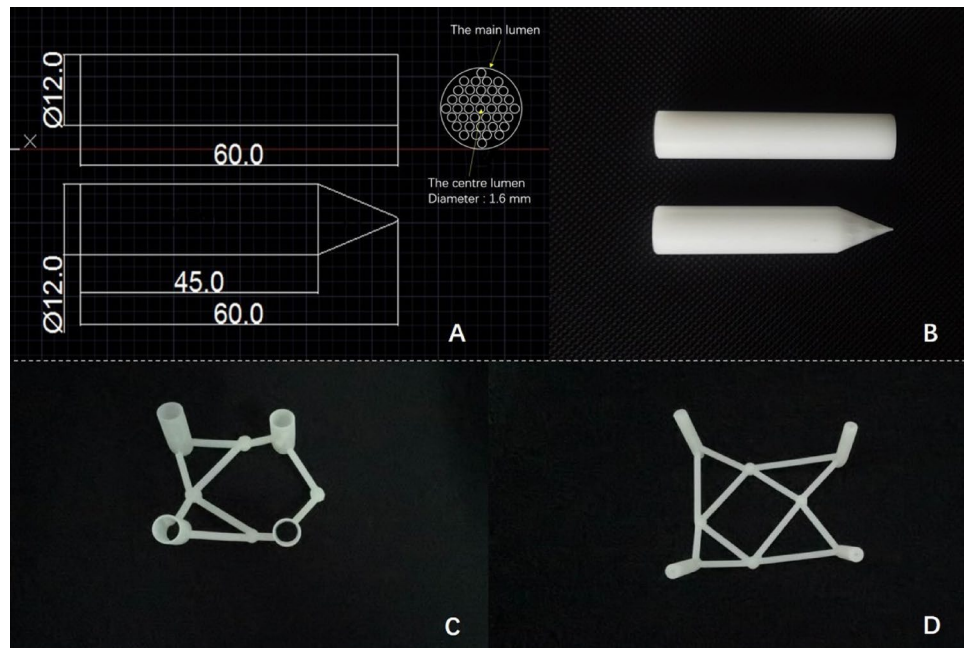 The main lumen
Ø12.0
60.0
The centre lumen
Diameter : 1.6 mm
Ø12.0
45.0
60.0
X
A
B
C
D